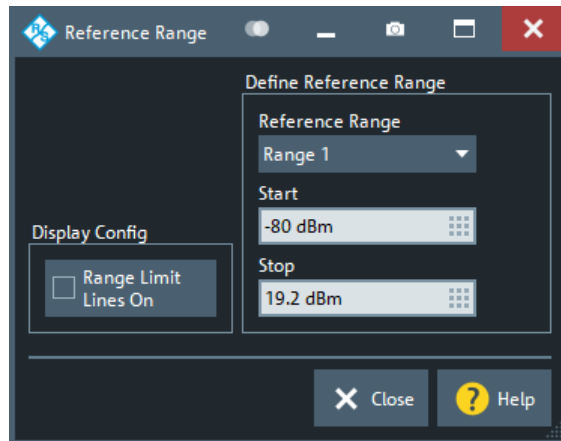 R&S Reference Range
Define Reference Range
Reference Range
Range 1
Start
-80 dBm
Display Config
Range Limit
Lines On
Stop
19.2 dBm
Close
? Help